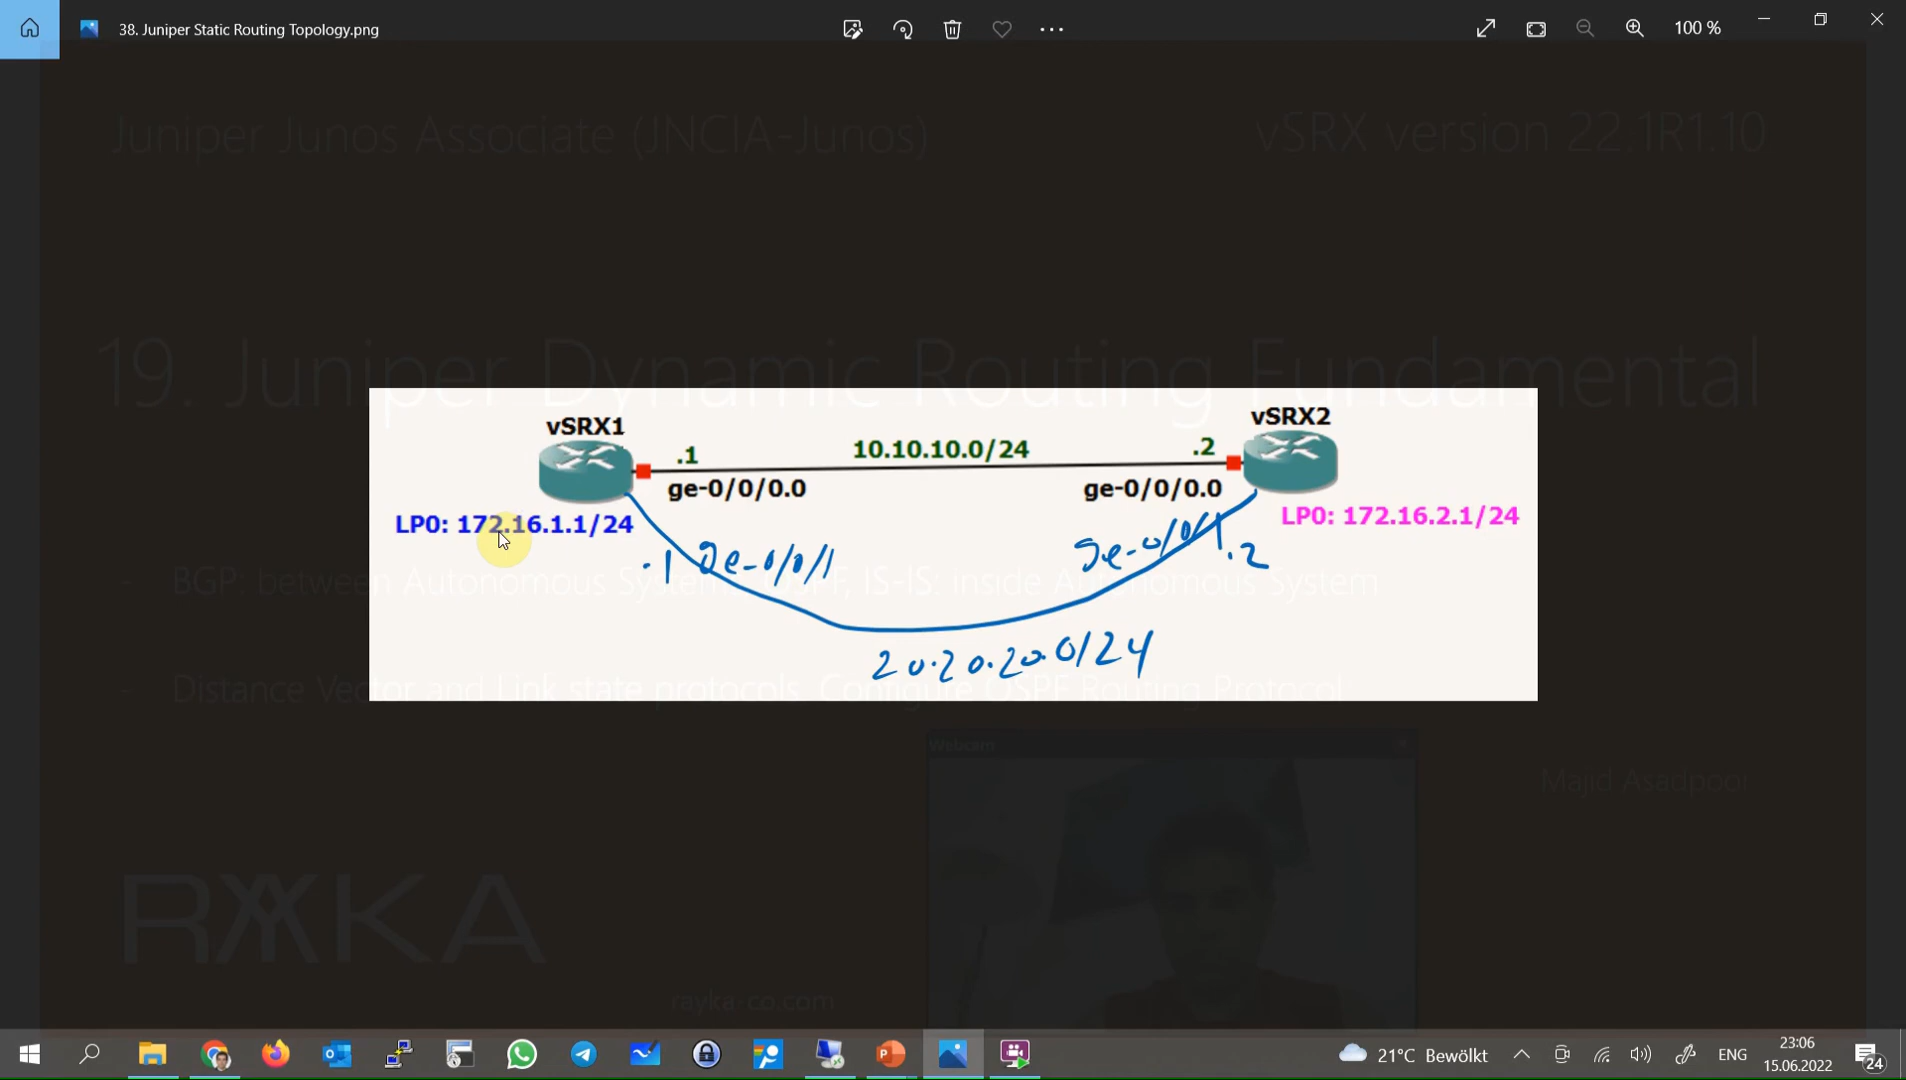 38. Juniper Static Routing Topology.png
100 %
Juniper Junos Associate (JNCIA-Junos)
vSRX version 22.1R1.10
19. Juniper Dynamic Routing Fundamental
vSRX1
vSRX2
.1
10.10.10.0/24
.2
ge-0/0/0.0
ge-0/0/0.0
LP0: 172.16.1.1/24
LP0: 172.16.2.1/24
.1 ge-0/0/1
ge-0/0/1 .2
20.20.20.0/24
- BGP: between Autonomous System, OSPF, IS-IS: inside Autonomous System
- Distance Vector and Link state protocols, Configure OSPF Routing Protocol
Webcam
Majid Asadpoor
RAYKA
rayka-co.com
21°C Bewölkt
ENG
23:06
15.06.2022
24